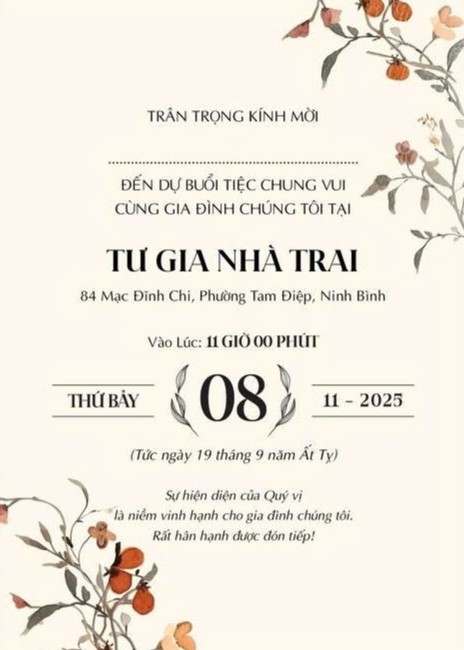 TRÂN TRỌNG KÍNH MỜI
................................................................
ĐẾN DỰ BUỔI TIỆC CHUNG VUI
CÙNG GIA ĐÌNH CHÚNG TÔI TẠI
TƯ GIA NHÀ TRAI
84 Mạc Đĩnh Chi, Phường Tam Điệp, Ninh Bình
Vào Lúc: 11 GIỜ 00 PHÚT
THỨ BẢY 08 11 - 2025
(Tức ngày 19 tháng 9 năm Ất Tỵ)
Sự hiện diện của Quý vị
là niềm vinh hạnh cho gia đình chúng tôi.
Rất hân hạnh được đón tiếp!